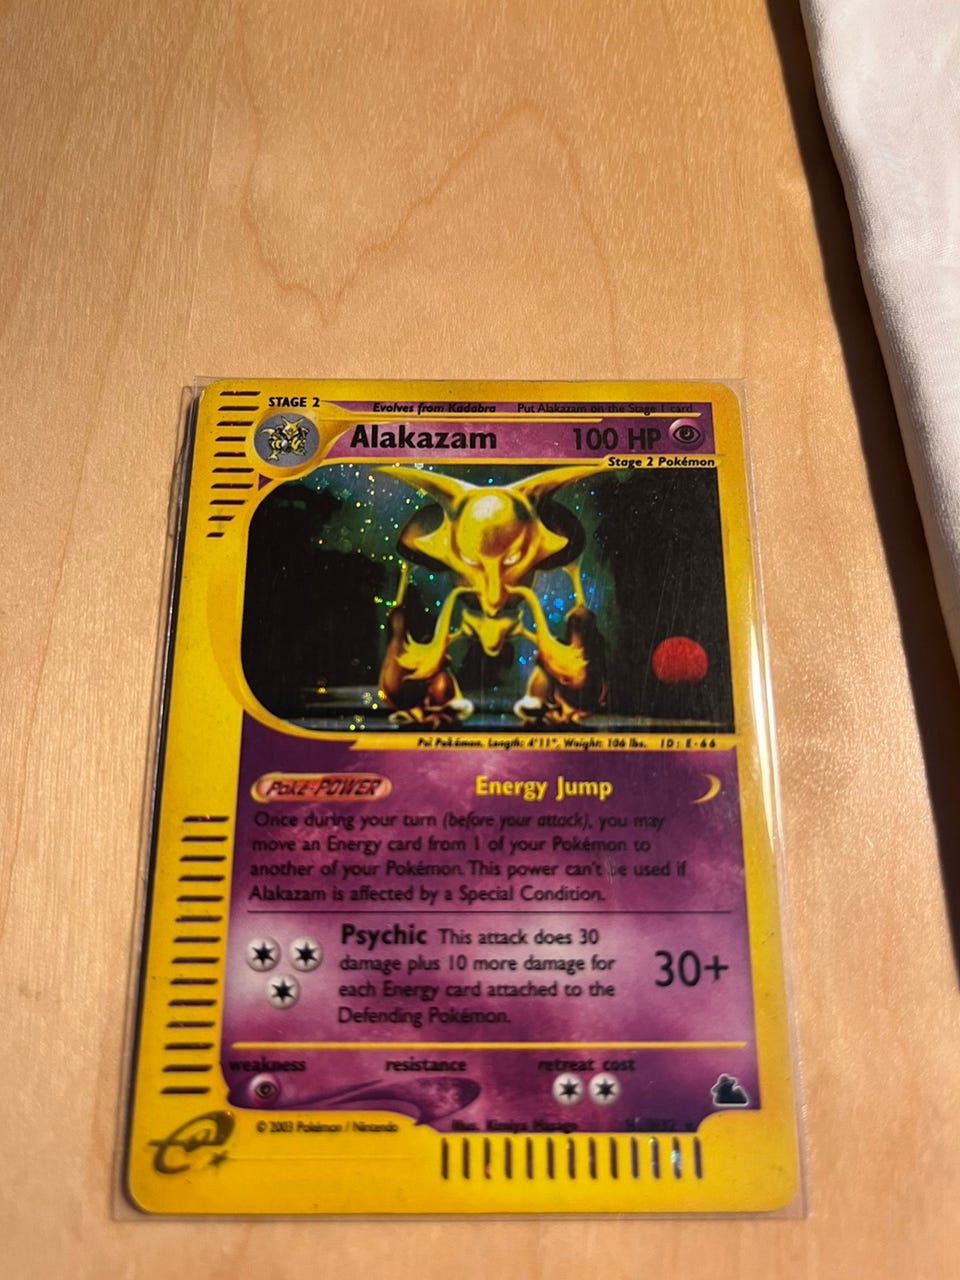 STAGE 2
Evolves from Kadabra Put Alakazam on the Stage 1 card
Alakazam 100 HP
Stage 2 Pokémon
Psi Pokémon. Length: 4'11", Weight: 106 lbs. ID: E-66
Poké-POWER Energy Jump
Once during your turn (before your attack), you may
move an Energy card from 1 of your Pokémon to
another of your Pokémon. This power can't be used if
Alakazam is affected by a Special Condition.
Psychic This attack does 30
damage plus 10 more damage for
each Energy card attached to the
Defending Pokémon.
30+
weakness resistance retreat cost
© 2003 Pokémon / Nintendo Illus.
e